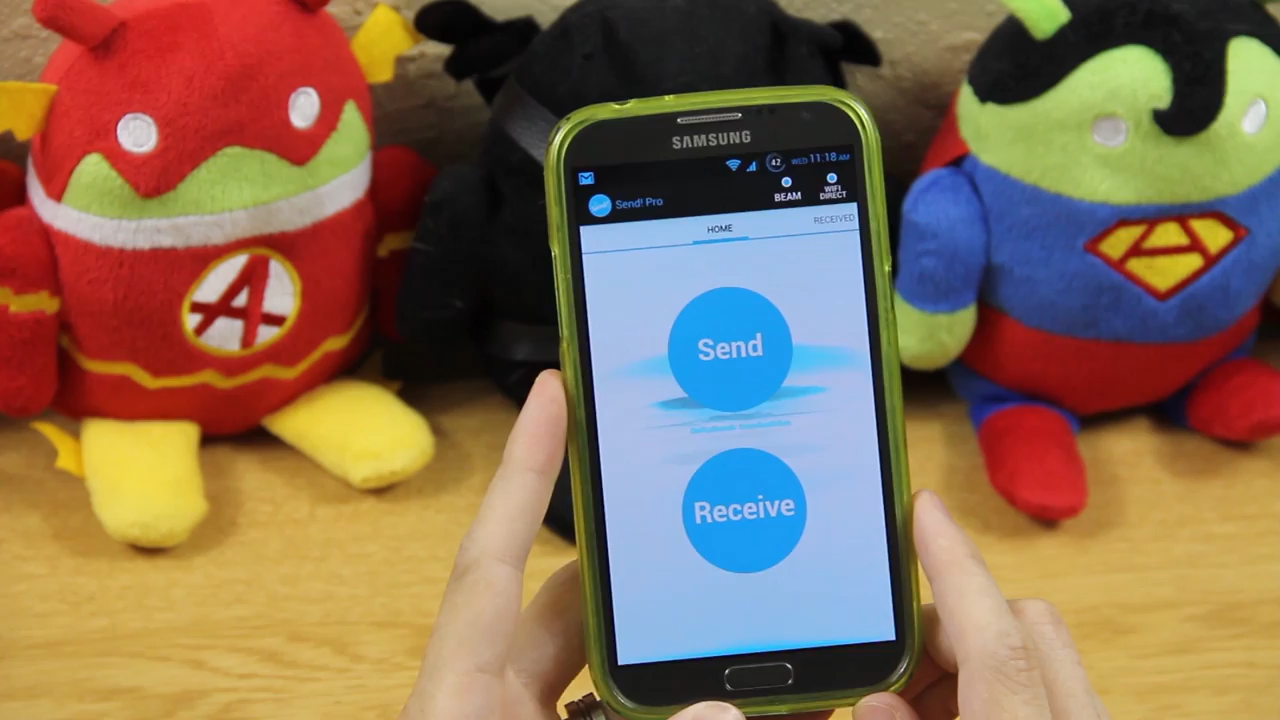 SAMSUNG
42 WED 11:18 AM
Send! Pro
BEAM
WIFI
DIRECT
HOME
RECEIVED
Send
Receive
A
A